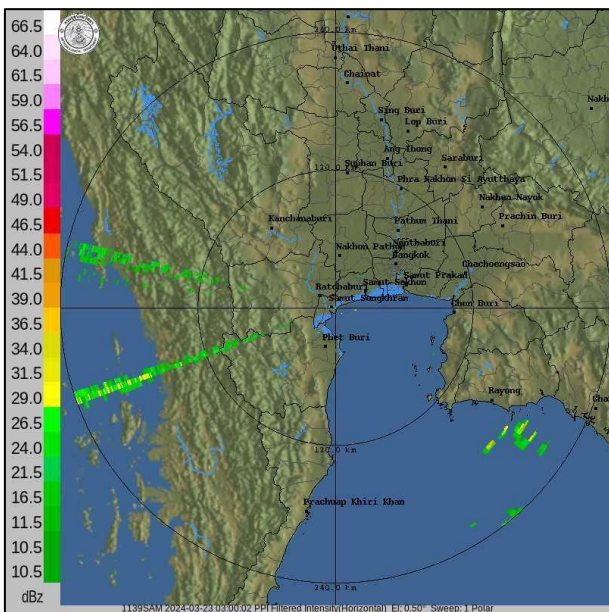 66.5
64.0
61.5
59.0
56.5
54.0
51.5
49.0
46.5
44.0
41.5
39.0
36.5
34.0
31.5
29.0
26.5
24.0
21.5
16.5
11.5
10.5
dBz
240.0 km
Uthai Thani
Chainat
Sing Buri
Lop Buri
Nakh
Ang Thong
120.0 km
Suphan Buri
Saraburi
Phra Nakhon Si Ayutthaya
Nakhon Nayok
Kanchanaburi
Pathum Thani
Prachin Buri
Nonthaburi
Nakhon Pathom
Bangkok
Chachoengsao
Samut Prakan
Samut Sakhon
Ratchaburi
Samut Songkhram
Chon Buri
Phet Buri
Rayong
Cha
120.0 km
Prachuap Khiri Khan
240.0 km
1139SAM 2024-03-23 03:00:02 PPI Filtered Intensity(Horizontal) El: 0.50° Sweep: 1 Polar